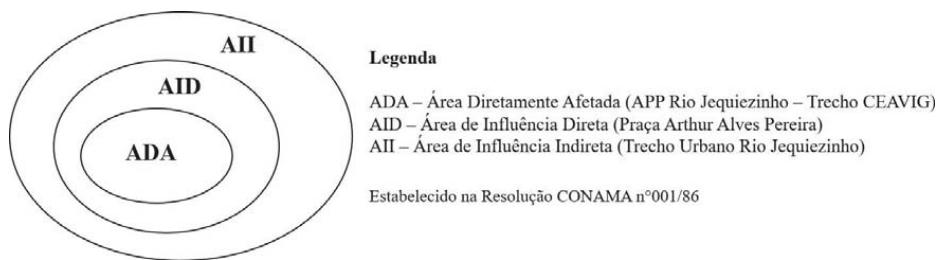 AII
AID
ADA
Legenda
ADA – Área Diretamente Afetada (APP Rio Jequiezinho – Trecho CEAVIG)
AID – Área de Influência Direta (Praça Arthur Alves Pereira)
AII – Área de Influência Indireta (Trecho Urbano Rio Jequiezinho)
Estabelecido na Resolução CONAMA n°001/86